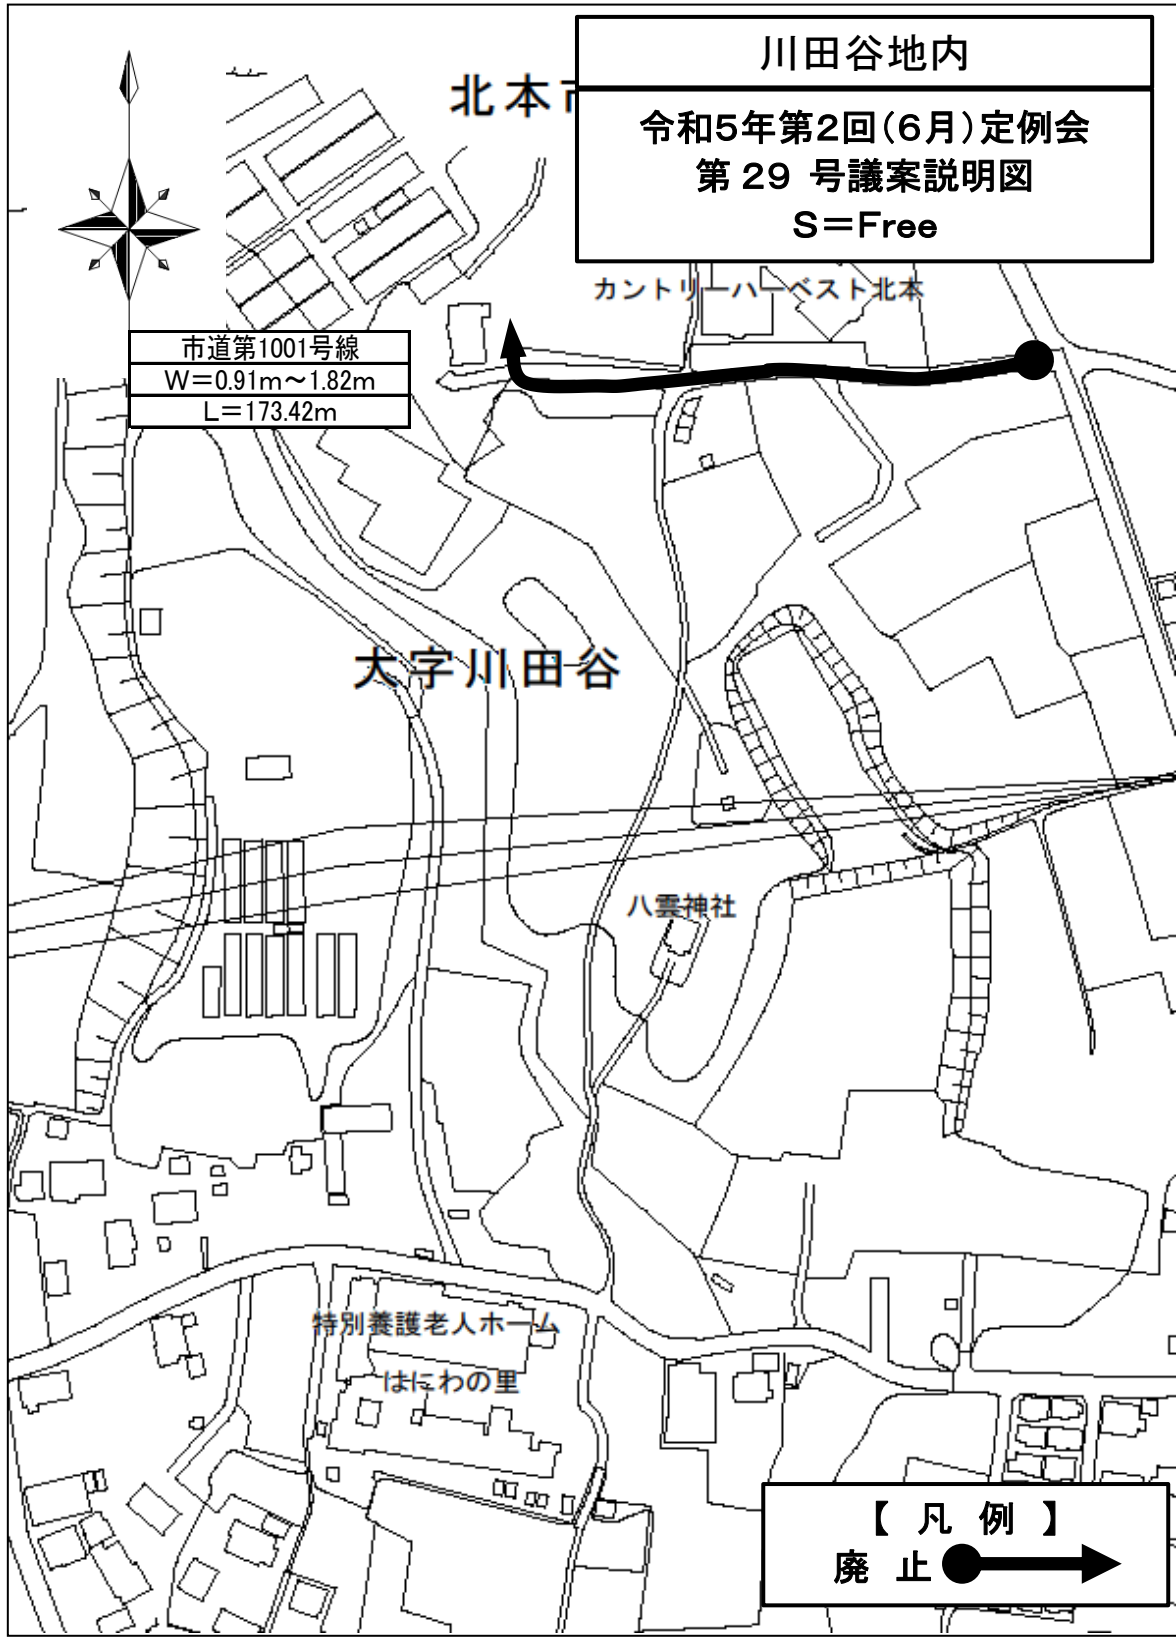 川田谷地内
令和5年第2回(6月)定例会
第 29 号議案説明図
S=Free
北本市
カントリーハーベスト北本
市道第1001号線
W=0.91m~1.82m
L=173.42m
大字川田谷
八雲神社
特別養護老人ホーム
はにわの里
【 凡 例 】
廃 止